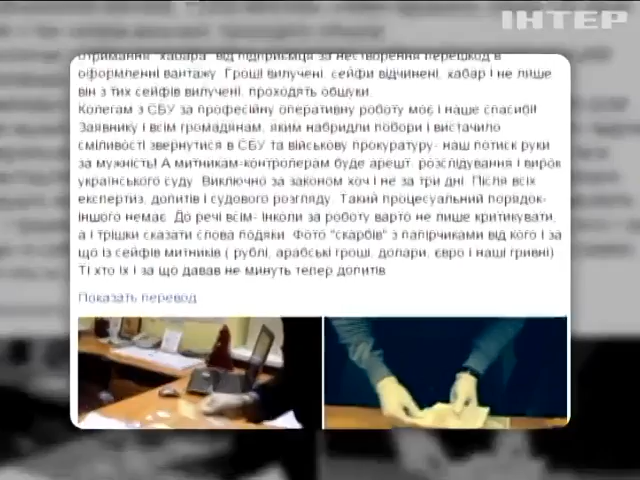 ІНТЕР
отримання хабара від підприємця за нестворення перешкод в
оформленні вантажу. Гроші вилучені, сейфи відчинені, хабар і не лише
він з тих сейфів вилучені, проходять обшуки.
Колегам з СБУ за професійну оперативну роботу моє і наше спасибі!
Заявнику і всім громадянам, яким набридли побори і вистачило
сміливості звернутися в СБУ та військову прокуратуру- наш потиск руки
за мужність! А митникам-контролерам буде арешт, розслідування і вирок
українського суду. Виключно за законом хоч і не за три дні. Після всіх
експертиз, допитів і судового розгляду. Такий процесуальний порядок-
іншого немає. До речі всім- Інколи за роботу варто не лише критикувати,
а і трішки сказати слова подяки. Фото "скарбів" з папірчиками від кого і за
що із сейфів митників ( рублі, арабські гроші, долари, євро і наші гривні)
Ті хто їх і за що давав не минуть тепер допитів
Показать перевод